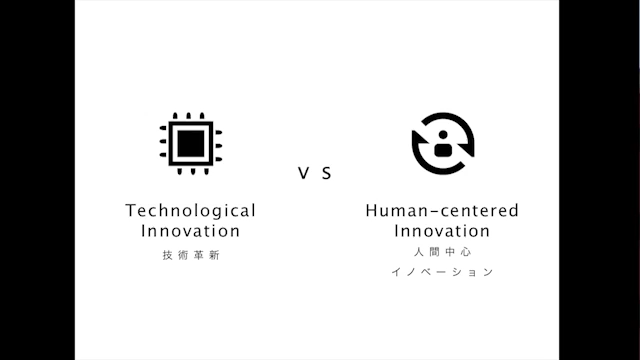 Technological
Innovation
技術革新
vs
Human-centered
Innovation
人間中心
イノベーション